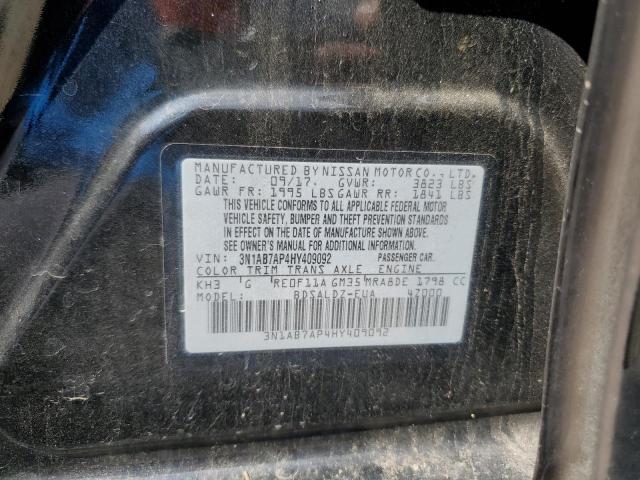 MANUFACTURED BY NISSAN MOTOR CO., LTD.
DATE: 09/17. GVWR: 3823 LBS
GAWR FR: 1995 LBS GAWR RR: 1841 LBS
THIS VEHICLE CONFORMS TO ALL APPLICABLE FEDERAL MOTOR
VEHICLE SAFETY, BUMPER AND THEFT PREVENTION STANDARDS
IN EFFECT ON THE DATE OF MANUFACTURE SHOWN ABOVE.
SEE OWNER'S MANUAL FOR ADDITIONAL INFORMATION.
VIN: 3N1AB7AP4HY409092 PASSENGER CAR.
COLOR TRIM TRANS AXLE ENGINE
KH3 G RE0F11A GM35 MRA8DE 1798 CC
BDSALDZ-EUA 42000
3N1AB7AP4HY409092